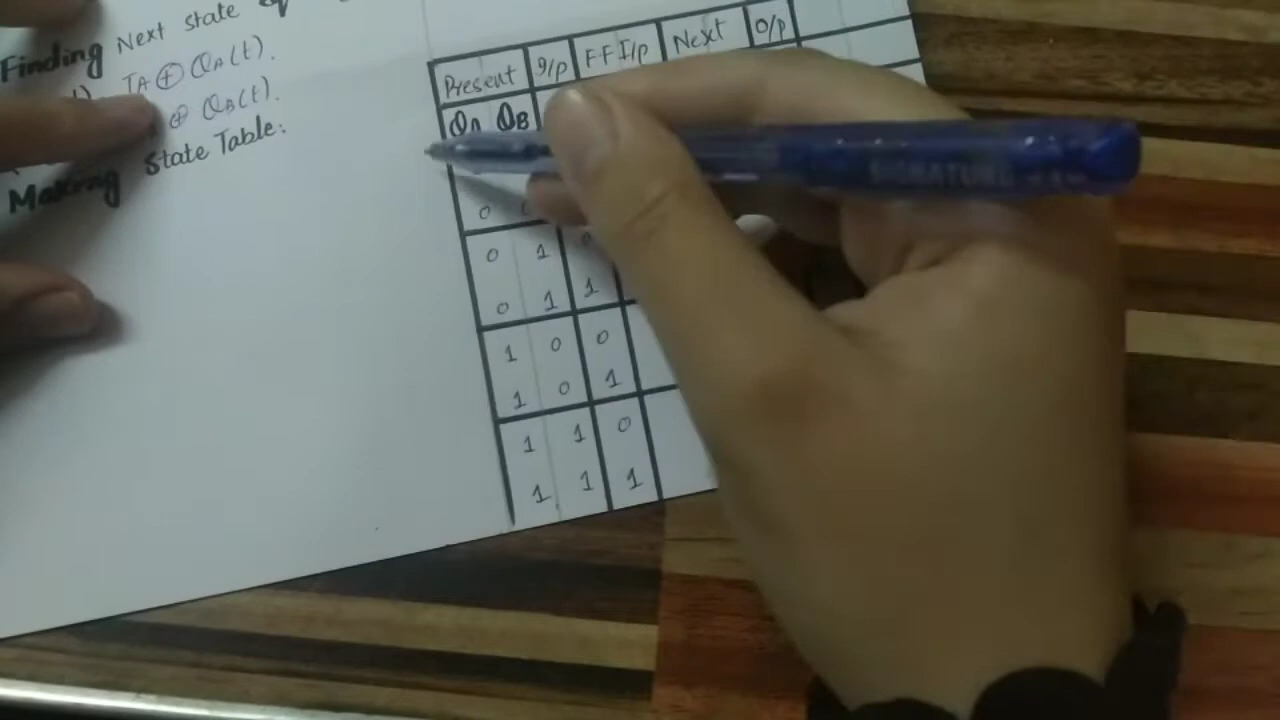 Finding Next state
TA ⊕ QA(t).
⊕ QB(t).
Making State Table:
Present I/p FF I/p Next O/p
QA QB
0
0 1
0 1 1
1 0 0
1 0 1
1 1 0
1 1 1
SIGNATURE